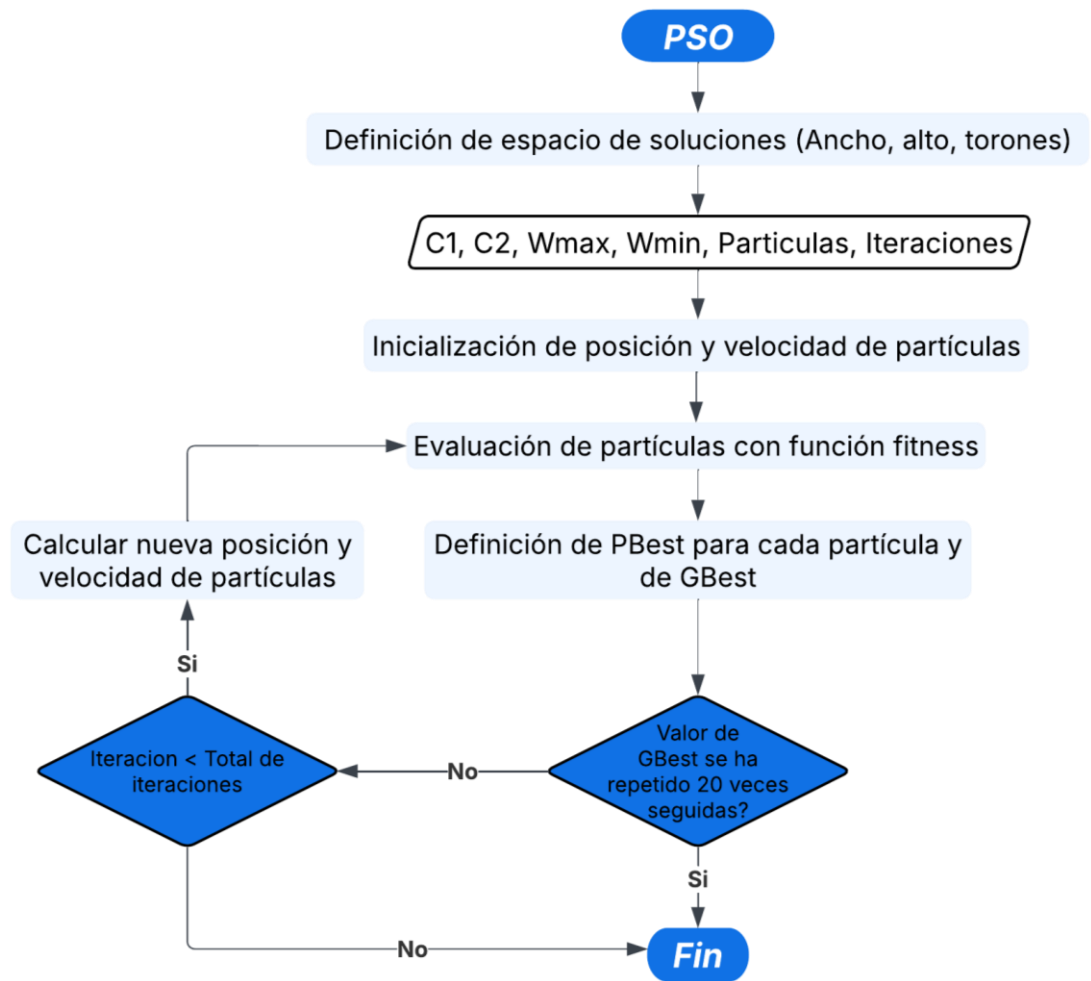 PSO
Definición de espacio de soluciones (Ancho, alto, torones)
C1, C2, Wmax, Wmin, Particulas, Iteraciones
Inicialización de posición y velocidad de partículas
Evaluación de partículas con función fitness
Calcular nueva posición y
velocidad de partículas
Definición de PBest para cada partícula y
de GBest
Si
Iteracion < Total de
iteraciones
No
Valor de
GBest se ha
repetido 20 veces
seguidas?
Si
No
Fin